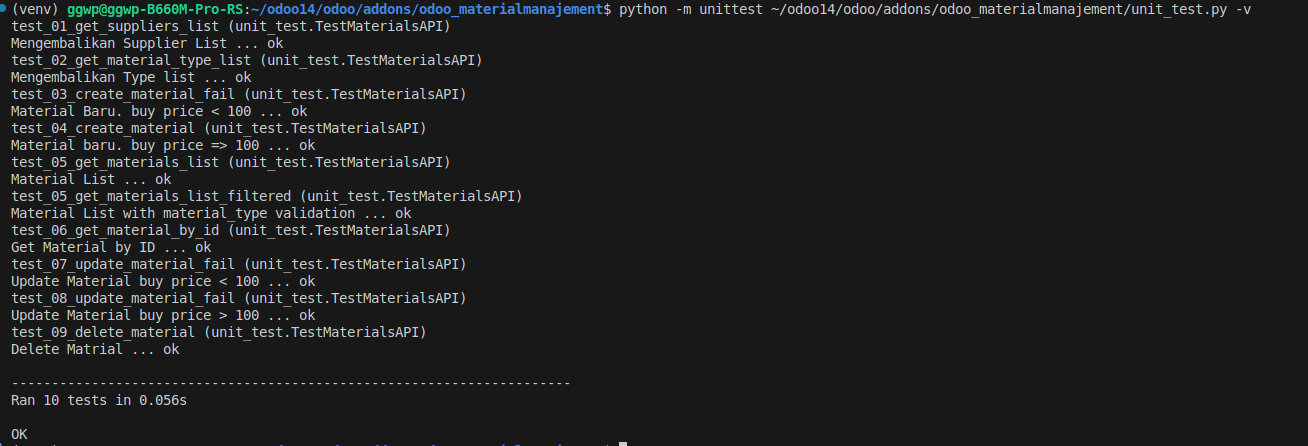 (venv) ggwp@ggwp-B660M-Pro-RS:~/odoo14/odoo/addons/odoo_materialmanajement$ python -m unittest ~/odoo14/odoo/addons/odoo_materialmanajement/unit_test.py -v
test_01_get_suppliers_list (unit_test.TestMaterialsAPI)
Mengembalikan Supplier List ... ok
test_02_get_material_type_list (unit_test.TestMaterialsAPI)
Mengembalikan Type list ... ok
test_03_create_material_fail (unit_test.TestMaterialsAPI)
Material Baru. buy price < 100 ... ok
test_04_create_material (unit_test.TestMaterialsAPI)
Material baru. buy price => 100 ... ok
test_05_get_materials_list (unit_test.TestMaterialsAPI)
Material List ... ok
test_05_get_materials_list_filtered (unit_test.TestMaterialsAPI)
Material List with material_type validation ... ok
test_06_get_material_by_id (unit_test.TestMaterialsAPI)
Get Material by ID ... ok
test_07_update_material_fail (unit_test.TestMaterialsAPI)
Update Material buy price < 100 ... ok
test_08_update_material_fail (unit_test.TestMaterialsAPI)
Update Material buy price > 100 ... ok
test_09_delete_material (unit_test.TestMaterialsAPI)
Delete Matrial ... ok
----------------------------------------------------------------------
Ran 10 tests in 0.056s
OK